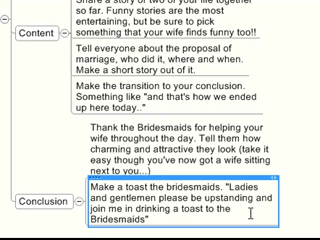 Share a story or two of your life together
so far. Funny stories are the most
entertaining, but be sure to pick
something that your wife finds funny too!!
Content
Tell everyone about the proposal of
marriage, who did it, where and when.
Make a short story out of it.
Make the transition to your conclusion.
Something like "and that's how we ended
up here today.."
Thank the Bridesmaids for helping your
wife throughout the day. Tell them how
charming and attractive they look (take it
easy though you've now got a wife sitting
next to you...)
Conclusion
Make a toast the bridesmaids. "Ladies
and gentlemen please be upstanding and
join me in drinking a toast to the
Bridesmaids"